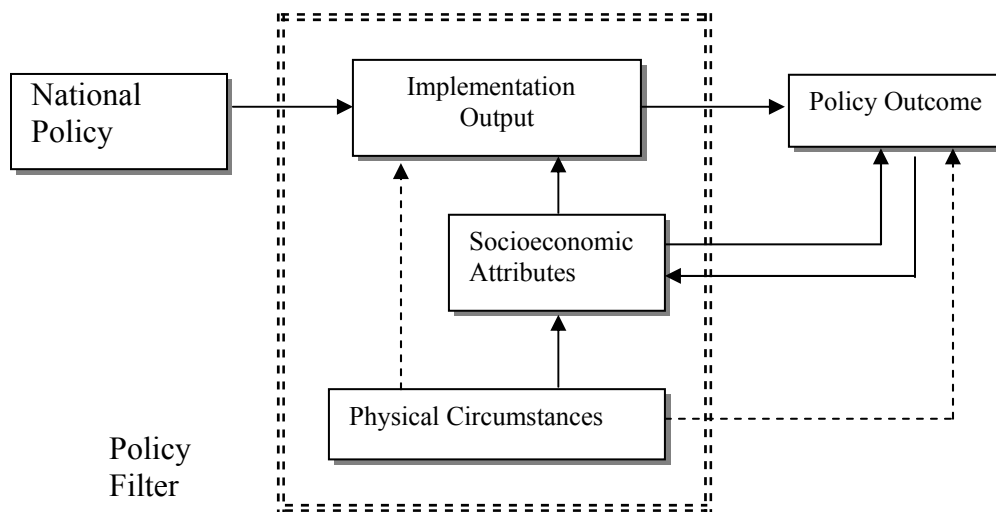 National
Policy
Implementation
Output
Policy Outcome
Socioeconomic
Attributes
Physical Circumstances
Policy
Filter